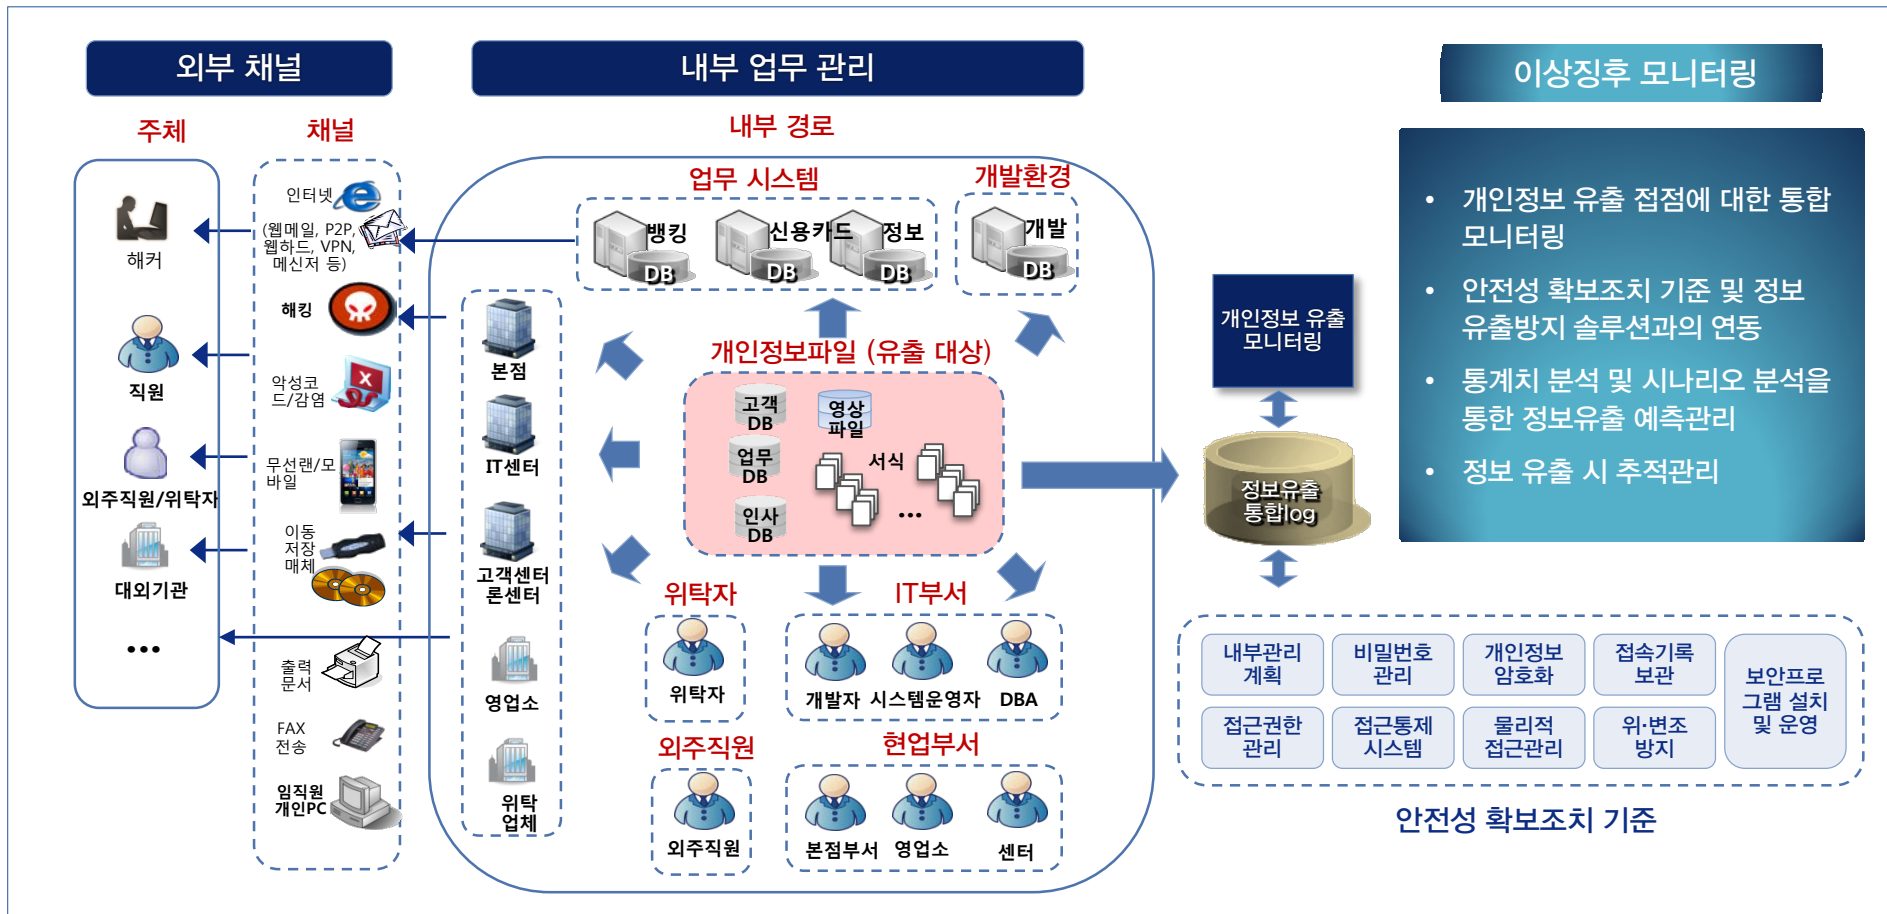 외부 채널
내부 업무 관리
이상징후 모니터링
주체
채널
내부 경로
해커
직원
외주직원/위탁자
대외기관
...
인터넷
(웹메일, P2P,
웹하드, VPN,
메신저 등)
해킹
악성코
드/감염
무선랜/모
바일
이동
저장
매체
출력
문서
FAX
전송
임직원
개인PC
업무 시스템
뱅킹
DB
신용카드
DB
정보
DB
개발환경
개발
DB
본점
IT센터
고객센터
론센터
영업소
위탁
업체
개인정보파일 (유출 대상)
고객
DB
영상
파일
업무
DB
서식
인사
DB
...
위탁자
위탁자
IT부서
개발자
시스템운영자
DBA
외주직원
외주직원
현업부서
본점부서
영업소
센터
개인정보 유출
모니터링
정보유출
통합log
• 개인정보 유출 접점에 대한 통합
모니터링
• 안전성 확보조치 기준 및 정보
유출방지 솔루션과의 연동
• 통계치 분석 및 시나리오 분석을
통한 정보유출 예측관리
• 정보 유출 시 추적관리
내부관리
계획
비밀번호
관리
개인정보
암호화
접속기록
보관
보안프로
그램 설치
및 운영
접근권한
관리
접근통제
시스템
물리적
접근관리
위·변조
방지
안전성 확보조치 기준